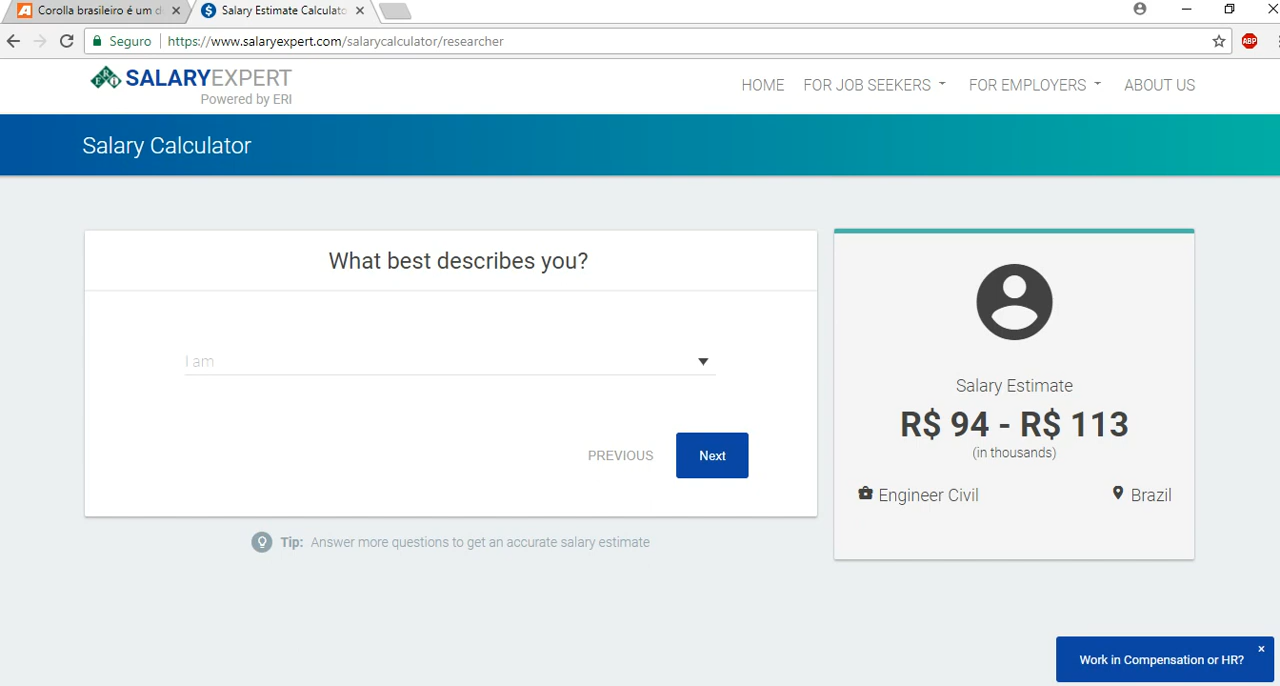 Corolla brasileiro é um d
Salary Estimate Calculato
Seguro
https://www.salaryexpert.com/salarycalculator/researcher
ABP
ERI
SALARYEXPERT
Powered by ERI
HOME
FOR JOB SEEKERS
FOR EMPLOYERS
ABOUT US
Salary Calculator
What best describes you?
I am
PREVIOUS
Next
Tip: Answer more questions to get an accurate salary estimate
Salary Estimate
R$ 94 - R$ 113
(in thousands)
Engineer Civil
Brazil
Work in Compensation or HR?